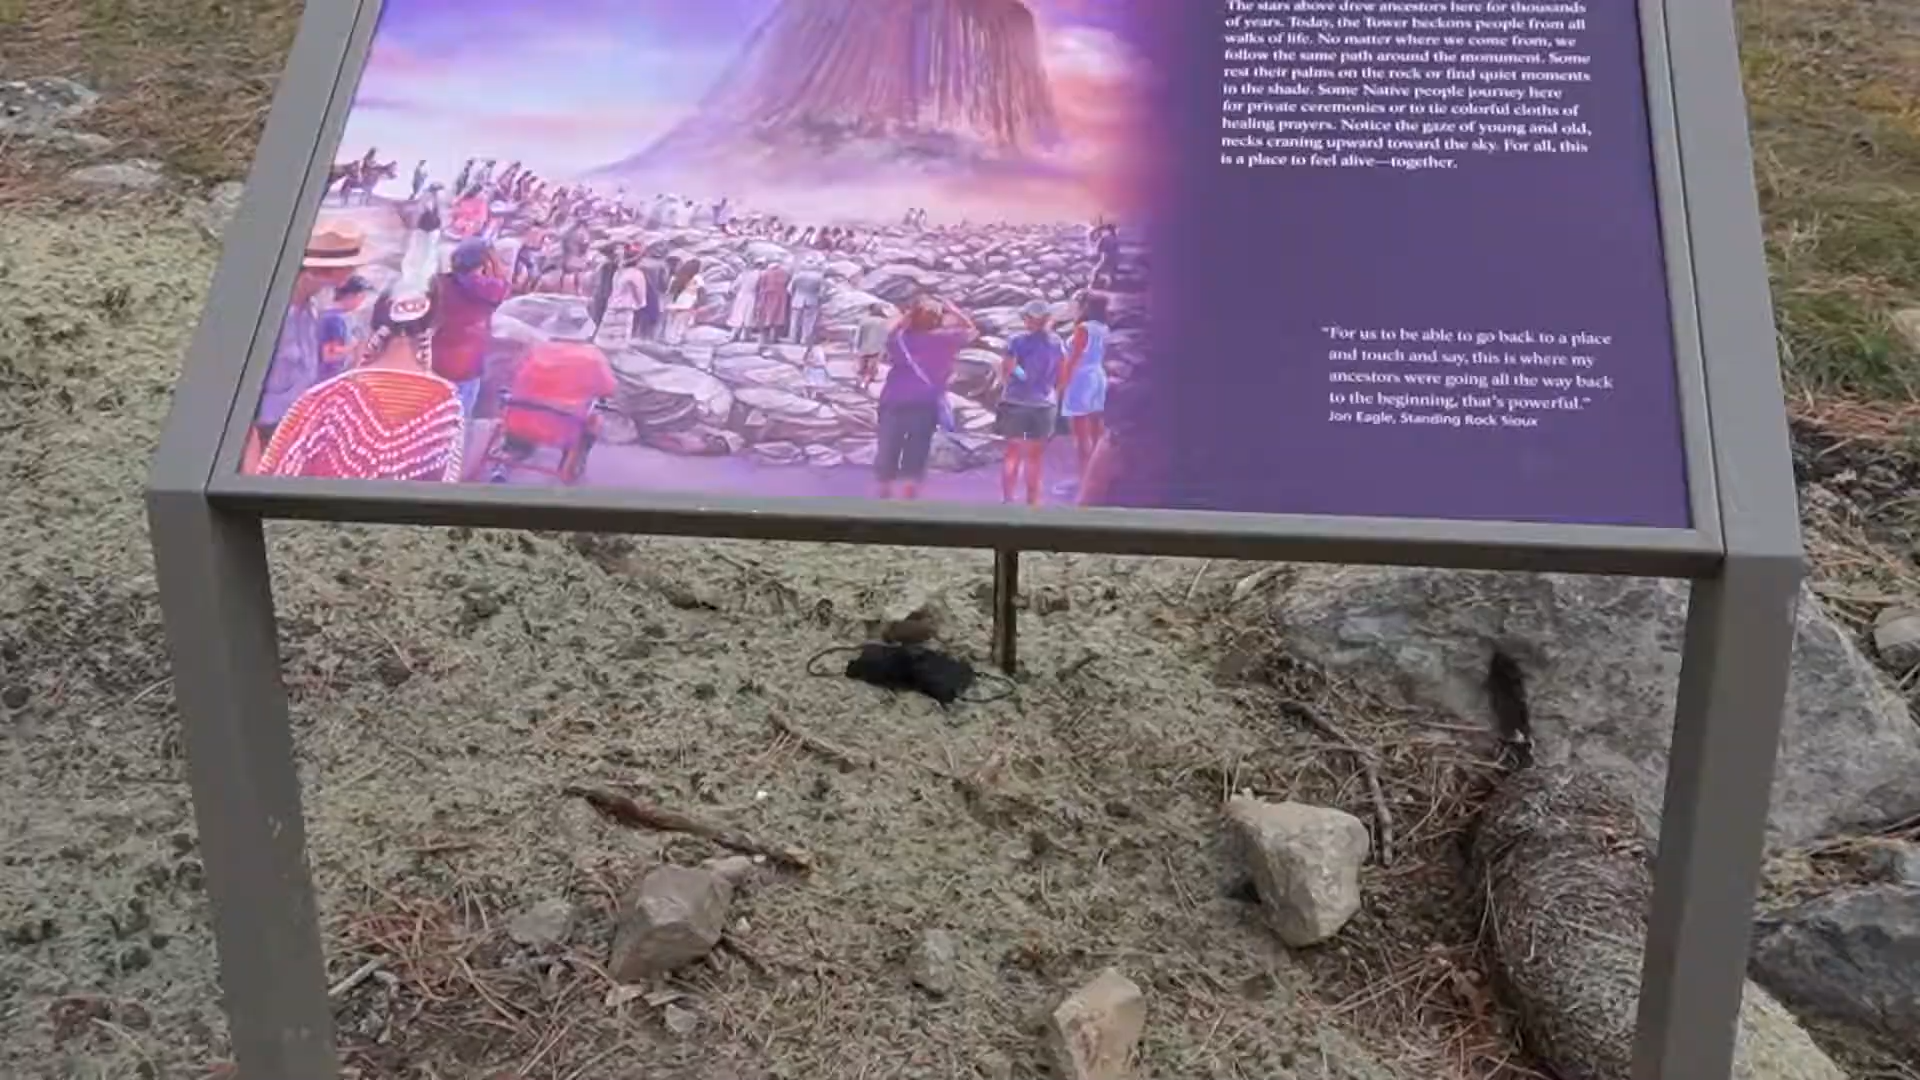 The stars above drew ancestors here for thousands
of years. Today, the Tower beckons people from all
walks of life. No matter where we come from, we
follow the same path around the monument. Some
rest their palms on the rock or find quiet moments
in the shade. Some Native people journey here
for private ceremonies or to tie colorful cloths of
healing prayers. Notice the gaze of young and old,
necks craning upward toward the sky. For all, this
is a place to feel alive—together.
"For us to be able to go back to a place
and touch and say, this is where my
ancestors were going all the way back
to the beginning, that's powerful."
Jon Eagle, Standing Rock Sioux